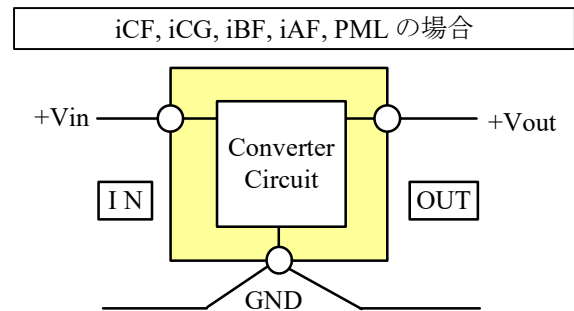 iCF, iCG, iBF, iAF, PML の場合
+Vin
+Vout
Converter
Circuit
I N
OUT
GND